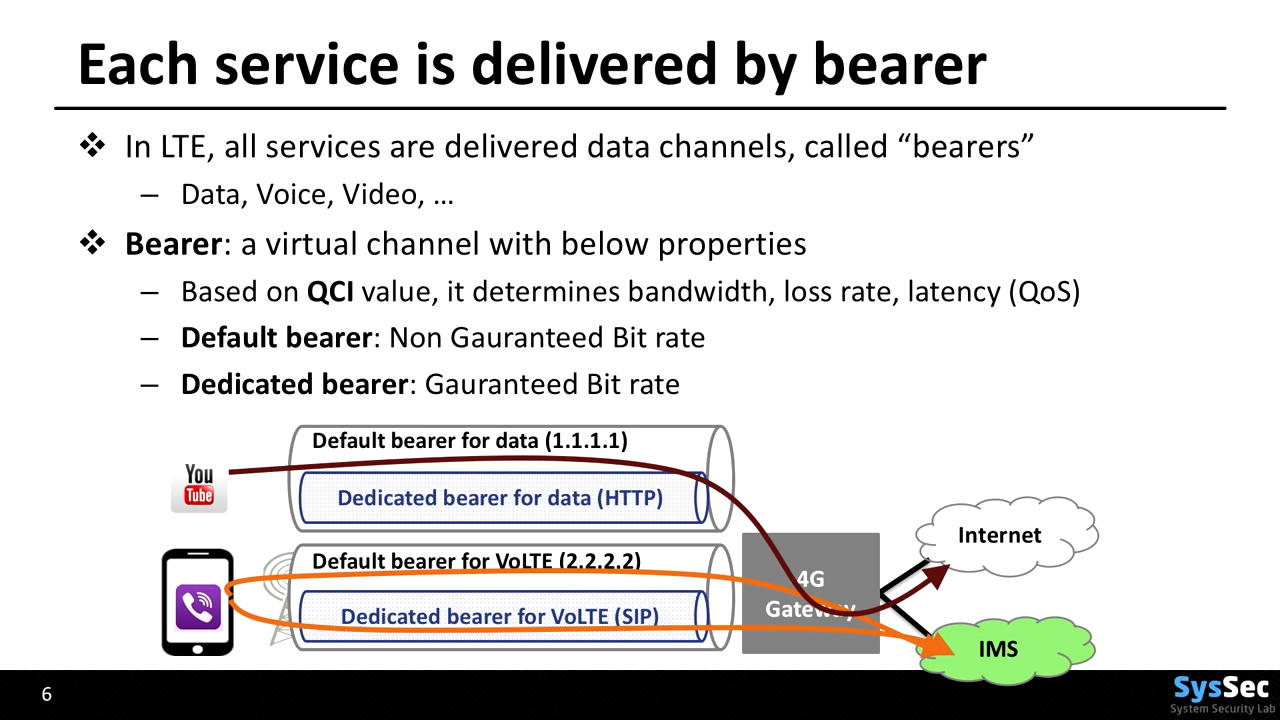 Each service is delivered by bearer
❖ In LTE, all services are delivered data channels, called “bearers”
– Data, Voice, Video, …
❖ Bearer: a virtual channel with below properties
– Based on QCI value, it determines bandwidth, loss rate, latency (QoS)
– Default bearer: Non Gauranteed Bit rate
– Dedicated bearer: Gauranteed Bit rate
Default bearer for data (1.1.1.1)
You
Tube
Dedicated bearer for data (HTTP)
Internet
Default bearer for VoLTE (2.2.2.2)
4G
Gateway
Dedicated bearer for VoLTE (SIP)
IMS
6
SysSec
System Security Lab